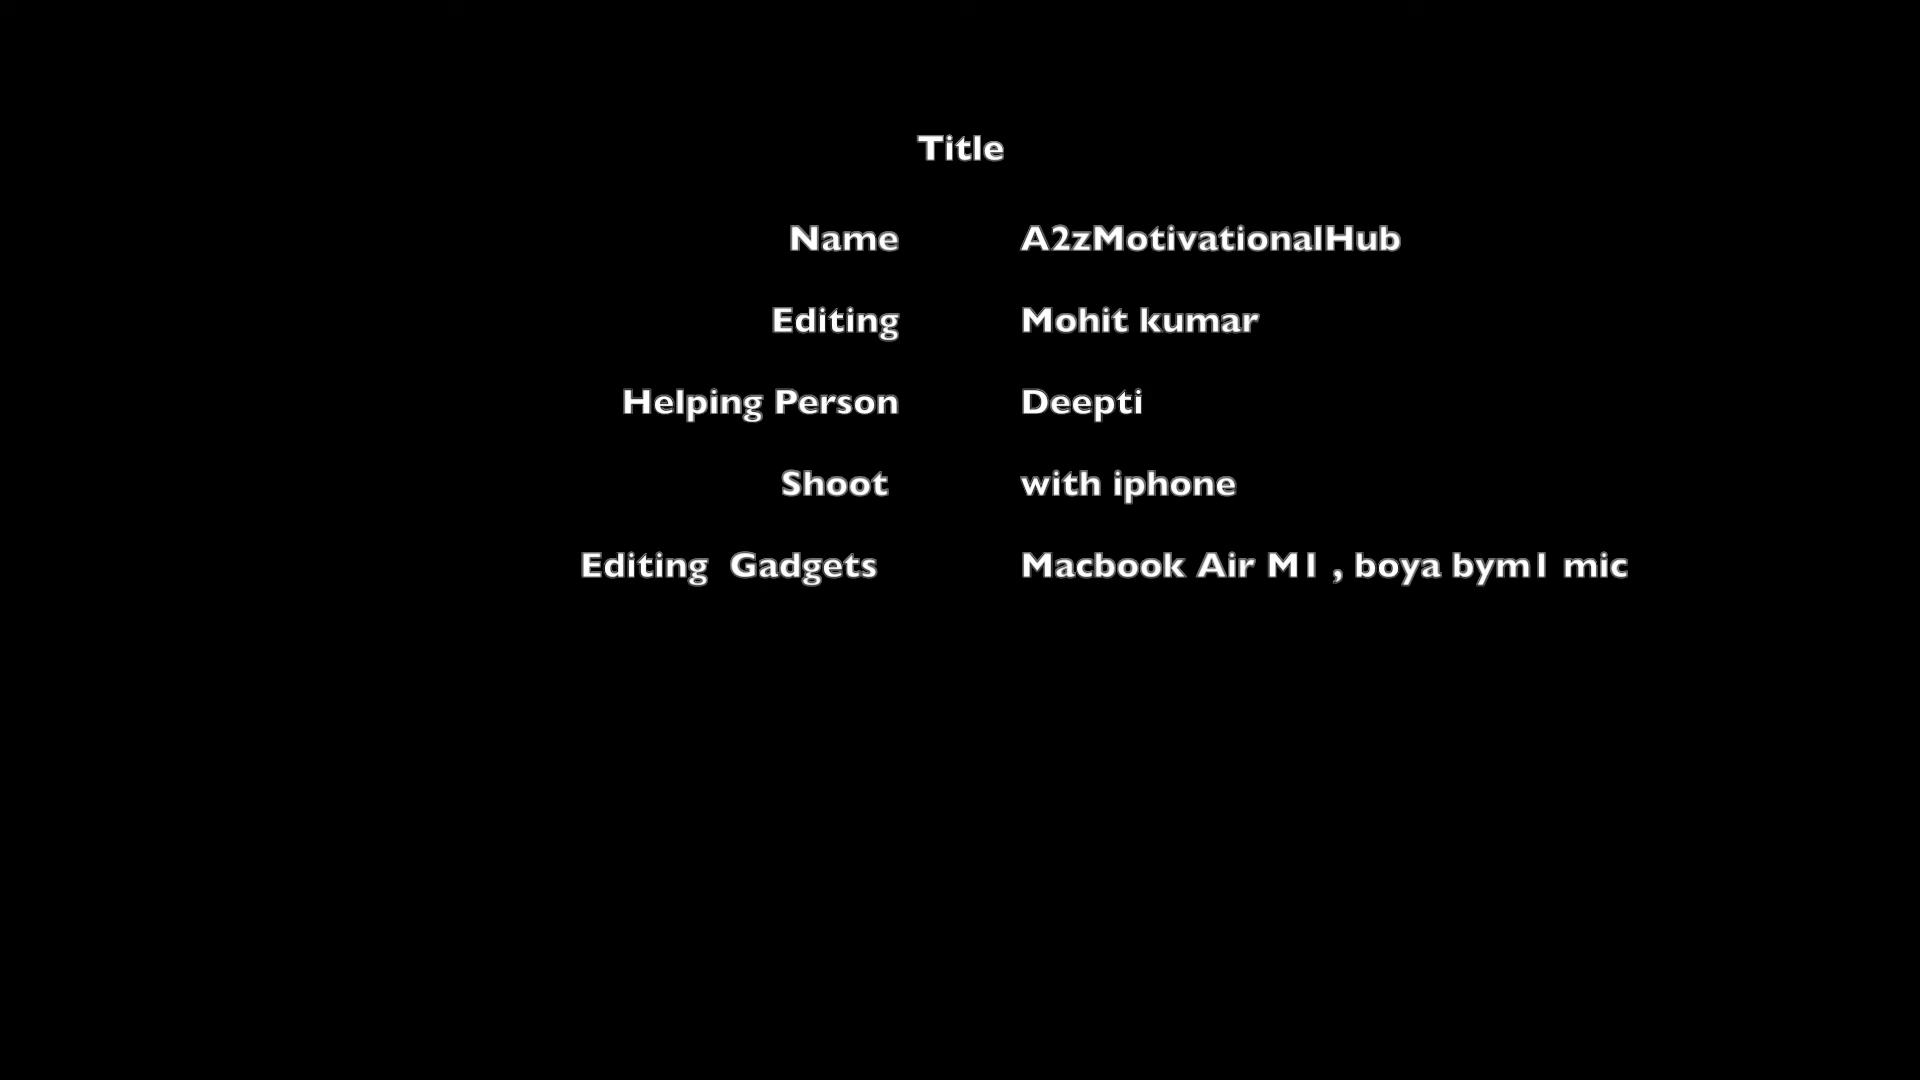 Title
Name A2zMotivationalHub
Editing Mohit kumar
Helping Person Deepti
Shoot with iphone
Editing  Gadgets Macbook Air M1 , boya bym1 mic